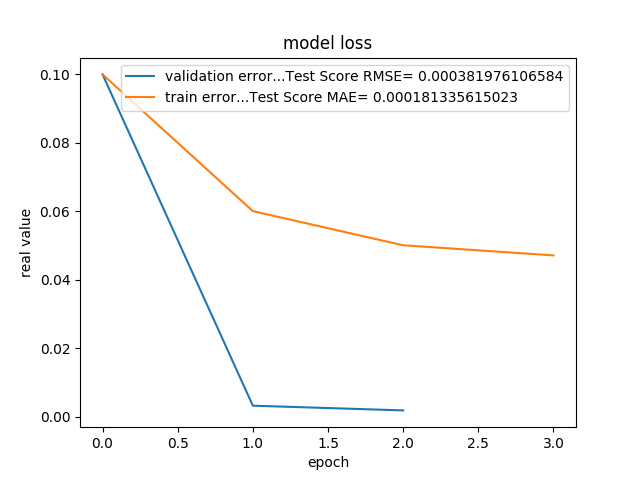 model loss
validation error...Test Score RMSE= 0.000381976106584
train error...Test Score MAE= 0.000181335615023
real value
0.10
0.08
0.06
0.04
0.02
0.00
0.0 0.5 1.0 1.5 2.0 2.5 3.0
epoch